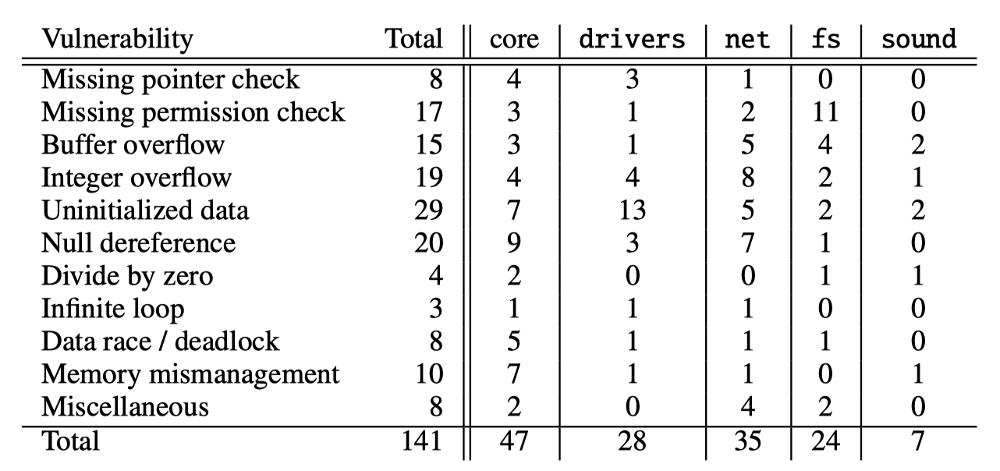 Vulnerability Total core drivers net fs sound
Missing pointer check 8 4 3 1 0 0
Missing permission check 17 3 1 2 11 0
Buffer overflow 15 3 1 5 4 2
Integer overflow 19 4 4 8 2 1
Uninitialized data 29 7 13 5 2 2
Null dereference 20 9 3 7 1 0
Divide by zero 4 2 0 0 1 1
Infinite loop 3 1 1 1 0 0
Data race / deadlock 8 5 1 1 1 0
Memory mismanagement 10 7 1 1 0 1
Miscellaneous 8 2 0 4 2 0
Total 141 47 28 35 24 7